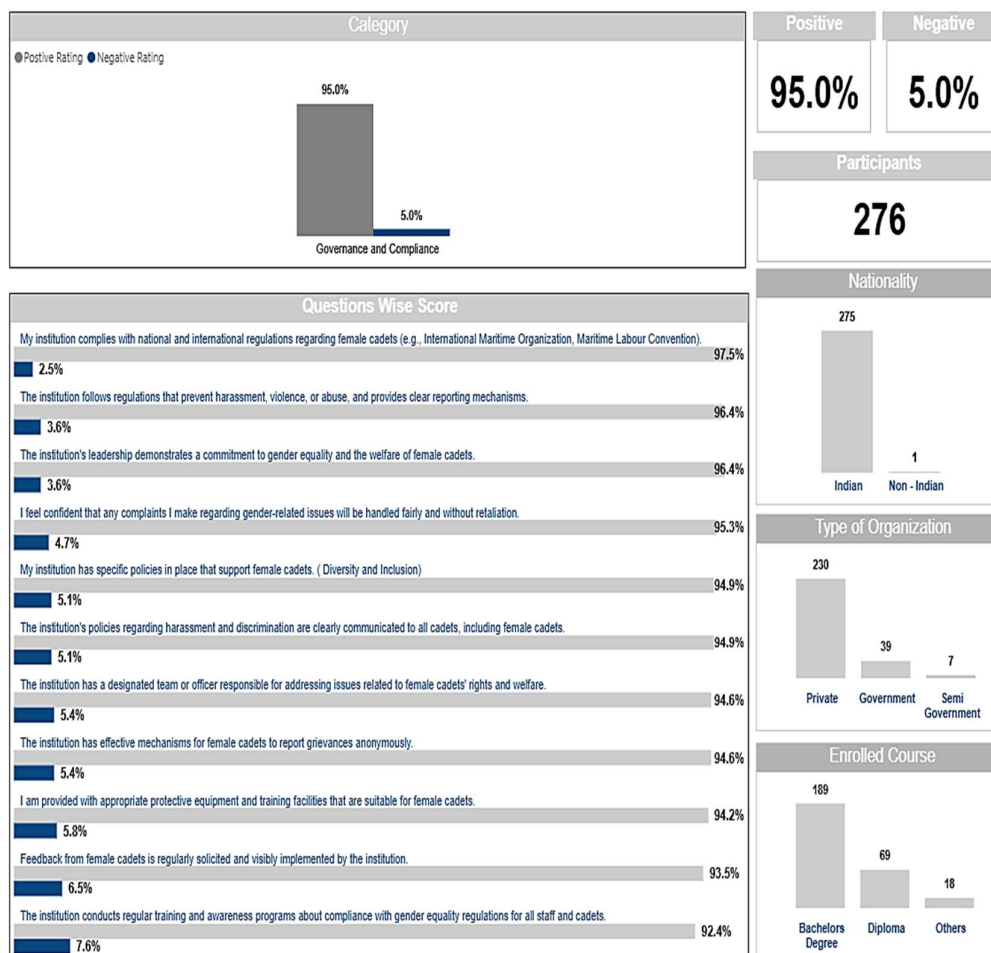 Category
Postive Rating Negative Rating
95.0%
5.0%
Governance and Compliance
Positive
95.0%
Negative
5.0%
Participants
276
Nationality
275
1
Indian
Non - Indian
Type of Organization
230
39
7
Private
Government
Semi
Government
Enrolled Course
189
69
18
Bachelors
Degree
Diploma
Others
Questions Wise Score
My institution complies with national and international regulations regarding female cadets (e.g., International Maritime Organization, Maritime Labour Convention).
97.5%
2.5%
The institution follows regulations that prevent harassment, violence, or abuse, and provides clear reporting mechanisms.
96.4%
3.6%
The institution's leadership demonstrates a commitment to gender equality and the welfare of female cadets.
96.4%
3.6%
I feel confident that any complaints I make regarding gender-related issues will be handled fairly and without retaliation.
95.3%
4.7%
My institution has specific policies in place that support female cadets. ( Diversity and Inclusion)
94.9%
5.1%
The institution's policies regarding harassment and discrimination are clearly communicated to all cadets, including female cadets.
94.9%
5.1%
The institution has a designated team or officer responsible for addressing issues related to female cadets' rights and welfare.
94.6%
5.4%
The institution has effective mechanisms for female cadets to report grievances anonymously.
94.6%
5.4%
I am provided with appropriate protective equipment and training facilities that are suitable for female cadets.
94.2%
5.8%
Feedback from female cadets is regularly solicited and visibly implemented by the institution.
93.5%
6.5%
The institution conducts regular training and awareness programs about compliance with gender equality regulations for all staff and cadets.
92.4%
7.6%